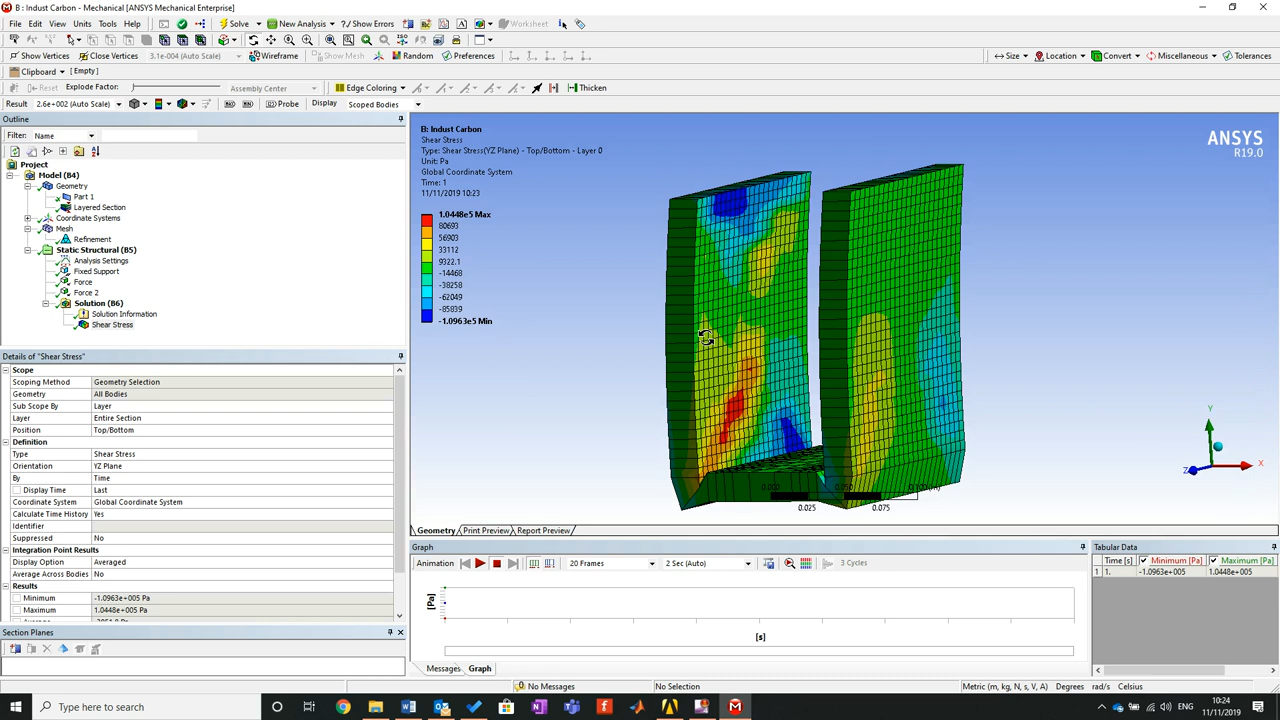 B : Indust Carbon - Mechanical [ANSYS Mechanical Enterprise]
File Edit View Units Tools Help Solve New Analysis ?/ Show Errors Worksheet
Show Vertices Close Vertices 3.1e-004 (Auto Scale) Wireframe Show Mesh Random Preferences Size Location Convert Miscellaneous Tolerances
Clipboard [ Empty ]
Reset Explode Factor: Assembly Center Edge Coloring Thicken
Result 2.6e+002 (Auto Scale) Probe Display Scoped Bodies
Outline
Filter: Name
Project
Model (B4)
Geometry
Part 1
Layered Section
Coordinate Systems
Mesh
Refinement
Static Structural (B5)
Analysis Settings
Fixed Support
Force
Force 2
Solution (B6)
Solution Information
Shear Stress
Details of "Shear Stress"
Scope
Scoping Method Geometry Selection
Geometry All Bodies
Sub Scope By Layer
Layer Entire Section
Position Top/Bottom
Definition
Type Shear Stress
Orientation YZ Plane
By Time
Display Time Last
Coordinate System Global Coordinate System
Calculate Time History Yes
Identifier
Suppressed No
Integration Point Results
Display Option Averaged
Average Across Bodies No
Results
Minimum -1.0963e+005 Pa
Maximum 1.0448e+005 Pa
Section Planes
B: Indust Carbon
Shear Stress
Type: Shear Stress(YZ Plane) - Top/Bottom - Layer 0
Unit: Pa
Global Coordinate System
Time: 1
11/11/2019 10:23
1.0448e5 Max
80693
56903
33112
9322.1
-14468
-38258
-62049
-85839
-1.0963e5 Min
ANSYS
R19.0
Y
Z X
0.000 0.050 0.100 (m)
0.025 0.075
Geometry Print Preview Report Preview
Graph
Animation 20 Frames 2 Sec (Auto) 3 Cycles
[Pa]
[s]
Messages Graph
Tabular Data
Time [s] Minimum [Pa] Maximum [Pa]
1 1. -1.0963e+005 1.0448e+005
No Messages No Selection Metric (m, kg, N, s, V, A) Degrees rad/s Celsius
Type here to search
ENG
10:24
11/11/2019